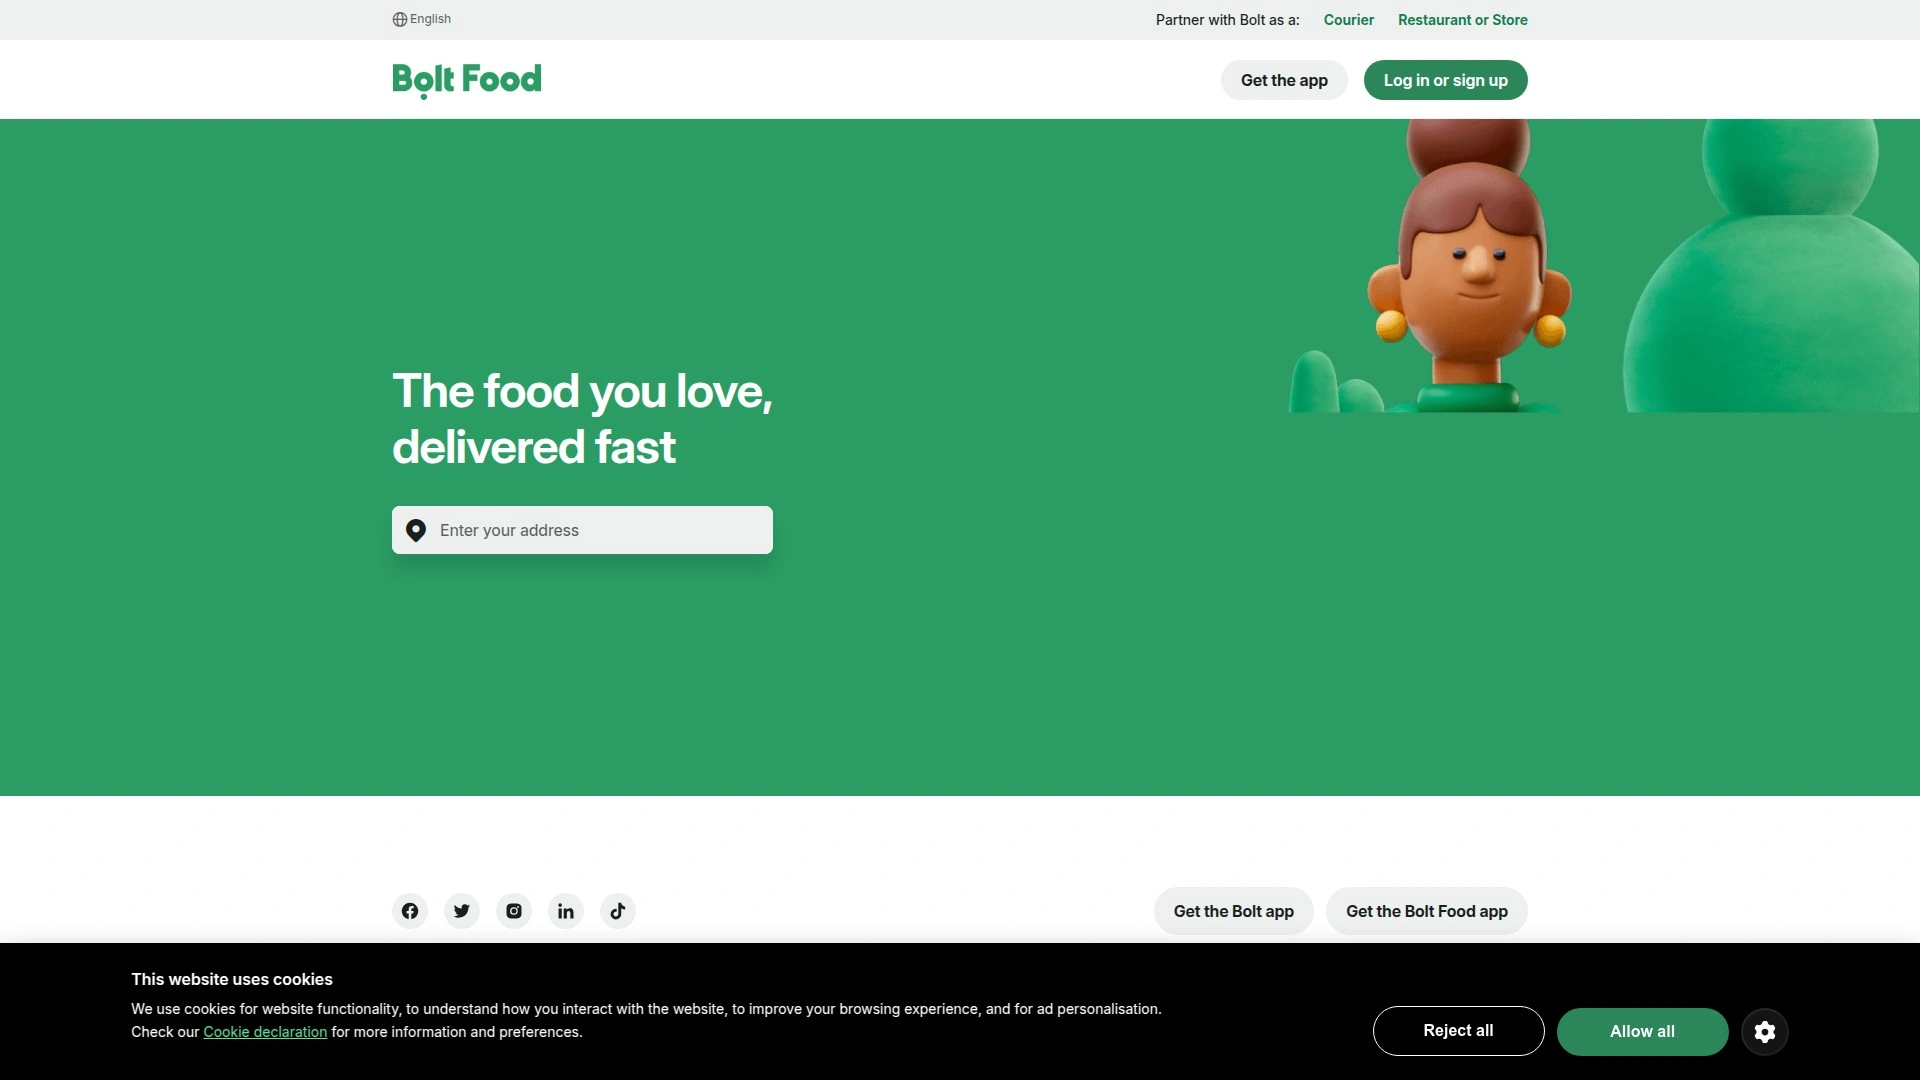 English
Partner with Bolt as a: Courier Restaurant or Store
Bolt Food
Get the app
Log in or sign up
The food you love,
delivered fast
Enter your address
Get the Bolt app
Get the Bolt Food app
This website uses cookies
We use cookies for website functionality, to understand how you interact with the website, to improve your browsing experience, and for ad personalisation.
Check our Cookie declaration for more information and preferences.
Reject all
Allow all